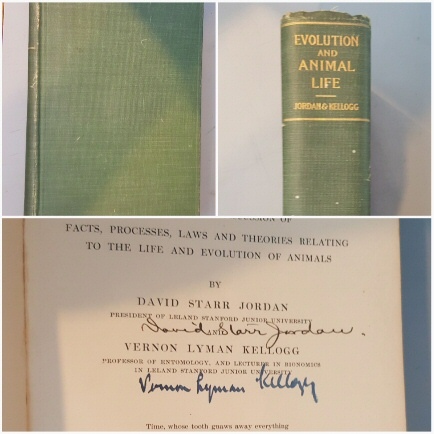 EVOLUTION
AND
ANIMAL
LIFE
JORDAN & KELLOGG
OF
FACTS, PROCESSES, LAWS AND THEORIES RELATING
TO THE LIFE AND EVOLUTION OF ANIMALS
BY
DAVID STARR JORDAN
PRESIDENT OF LELAND STANFORD JUNIOR UNIVERSITY
David Starr Jordan.
AND
VERNON LYMAN KELLOGG
PROFESSOR OF ENTOMOLOGY, AND LECTURER IN BIONOMICS
IN LELAND STANFORD JUNIOR UNIVERSITY
Vernon Lyman Kellogg
Time, whose tooth gnaws away everything